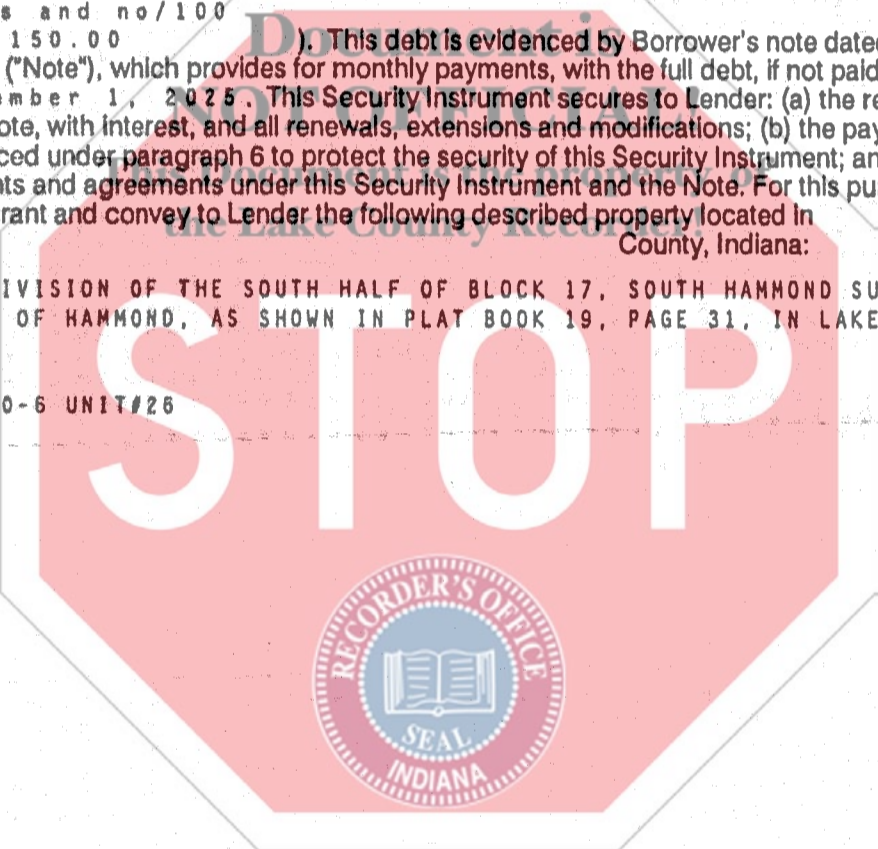 s and no/100
150.00 ). This debt is evidenced by Borrower's note dated
("Note"), which provides for monthly payments, with the full debt, if not paid
mber 1, 2025. This Security Instrument secures to Lender: (a) the re
ote, with interest, and all renewals, extensions and modifications; (b) the pay
ced under paragraph 6 to protect the security of this Security Instrument; an
nts and agreements under this Security Instrument and the Note. For this pu
rant and convey to Lender the following described property located in
County, Indiana:
IVISION OF THE SOUTH HALF OF BLOCK 17, SOUTH HAMMOND SU
OF HAMMOND, AS SHOWN IN PLAT BOOK 19, PAGE 31, IN LAKE
0-6 UNIT#26
Document is
NOT OFFICIAL
This Document is the property of
the Lake County Recorder!
STOP
RECORDER'S OFFICE
SEAL
INDIANA